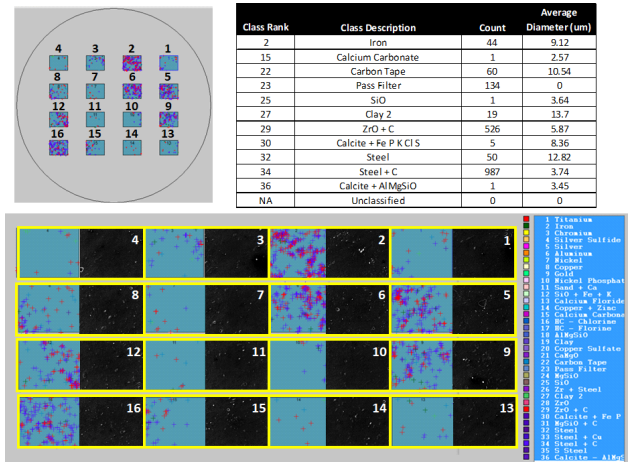 4 3 2 1
8 7 6 5
12 11 10 9
16 15 14 13
Class Rank Class Description Count Average Diameter (um)
2 Iron 44 9.12
15 Calcium Carbonate 1 2.57
22 Carbon Tape 60 10.54
23 Pass Filter 134 0
25 SiO 1 3.64
27 Clay 2 19 13.7
29 ZrO + C 526 5.87
30 Calcite + Fe P K Cl S 5 8.36
32 Steel 50 12.82
34 Steel + C 987 3.74
36 Calcite + AlMgSiO 1 3.45
NA Unclassified 0 0
4 3 2 1
8 7 6 5
12 11 10 9
16 15 14 13
1 Titanium
2 Iron
3 Chromium
4 Silver Sulfide
5 Silver
6 Aluminum
7 Nickel
8 Copper
9 Gold
10 Nickel Phosphat
11 Sand + Ca
12 SiO + Fe + K
13 Calcium Floride
14 Copper + Zinc
15 Calcium Carbona
16 HC - Chlorine
17 HC - Florine
18 AlMgSiO
19 Clay
20 Copper Sulfate
21 CaMgO
22 Carbon Tape
23 Pass Filter
24 MgSiO
25 SiO
26 Zr + Steel
27 Clay 2
28 ZrO
29 ZrO + C
30 Calcite + Fe P
31 MgSiO + C
32 Steel
33 Steel + Cu
34 Steel + C
35 S Steel
36 Calcite - AlMgS